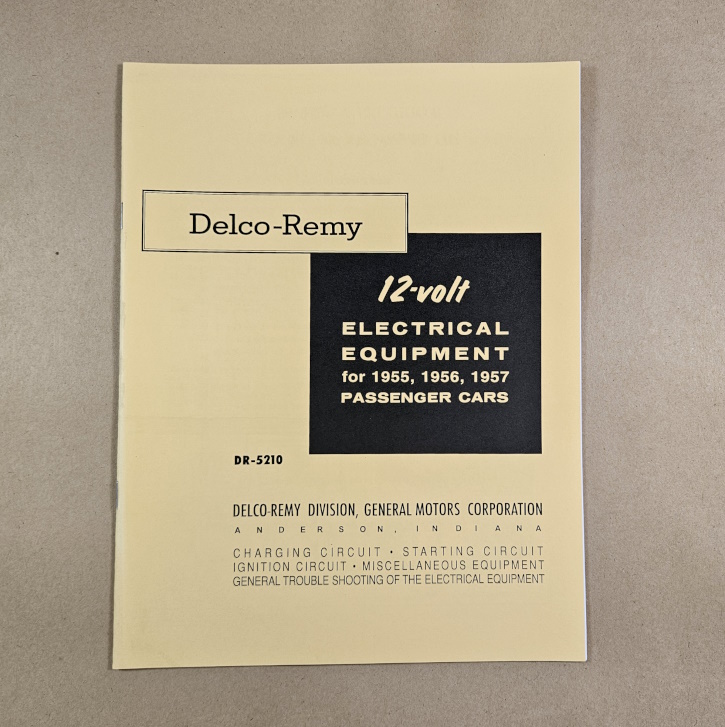 Delco-Remy
12-volt
ELECTRICAL
EQUIPMENT
for 1955, 1956, 1957
PASSENGER CARS
DR-5210
DELCO-REMY DIVISION, GENERAL MOTORS CORPORATION
ANDERSON, INDIANA
CHARGING CIRCUIT • STARTING CIRCUIT
IGNITION CIRCUIT • MISCELLANEOUS EQUIPMENT
GENERAL TROUBLE SHOOTING OF THE ELECTRICAL EQUIPMENT